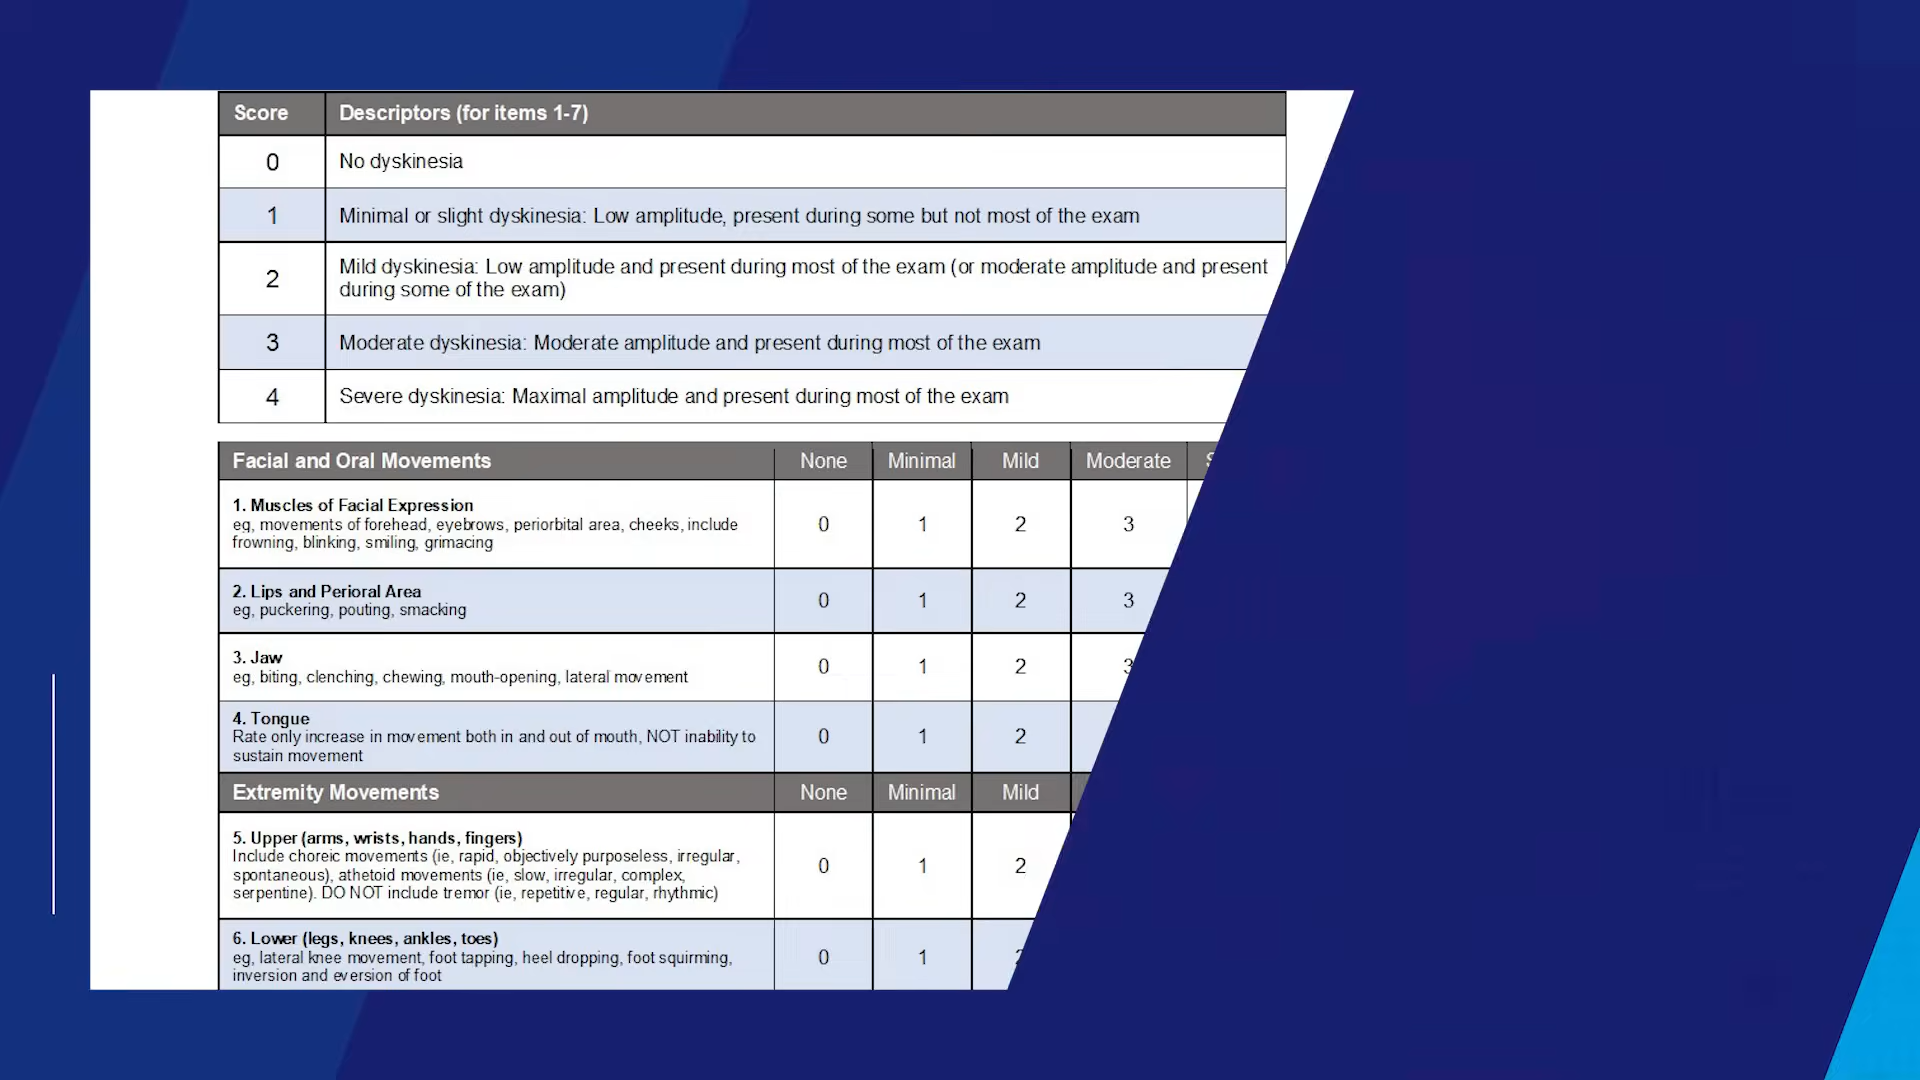 Score Descriptors (for items 1-7)
0 No dyskinesia
1 Minimal or slight dyskinesia: Low amplitude, present during some but not most of the exam
2 Mild dyskinesia: Low amplitude and present during most of the exam (or moderate amplitude and present
during some of the exam)
3 Moderate dyskinesia: Moderate amplitude and present during most of the exam
4 Severe dyskinesia: Maximal amplitude and present during most of the exam
Facial and Oral Movements None Minimal Mild Moderate
1. Muscles of Facial Expression
eg, movements of forehead, eyebrows, periorbital area, cheeks, include
frowning, blinking, smiling, grimacing
0 1 2 3
2. Lips and Perioral Area
eg, puckering, pouting, smacking
0 1 2 3
3. Jaw
eg, biting, clenching, chewing, mouth-opening, lateral movement
0 1 2 3
4. Tongue
Rate only increase in movement both in and out of mouth, NOT inability to
sustain movement
0 1 2
Extremity Movements None Minimal Mild
5. Upper (arms, wrists, hands, fingers)
Include choreic movements (ie, rapid, objectively purposeless, irregular,
spontaneous), athetoid movements (ie, slow, irregular, complex,
serpentine). DO NOT include tremor (ie, repetitive, regular, rhythmic)
0 1 2
6. Lower (legs, knees, ankles, toes)
eg, lateral knee movement, foot tapping, heel dropping, foot squirming,
inversion and eversion of foot
0 1